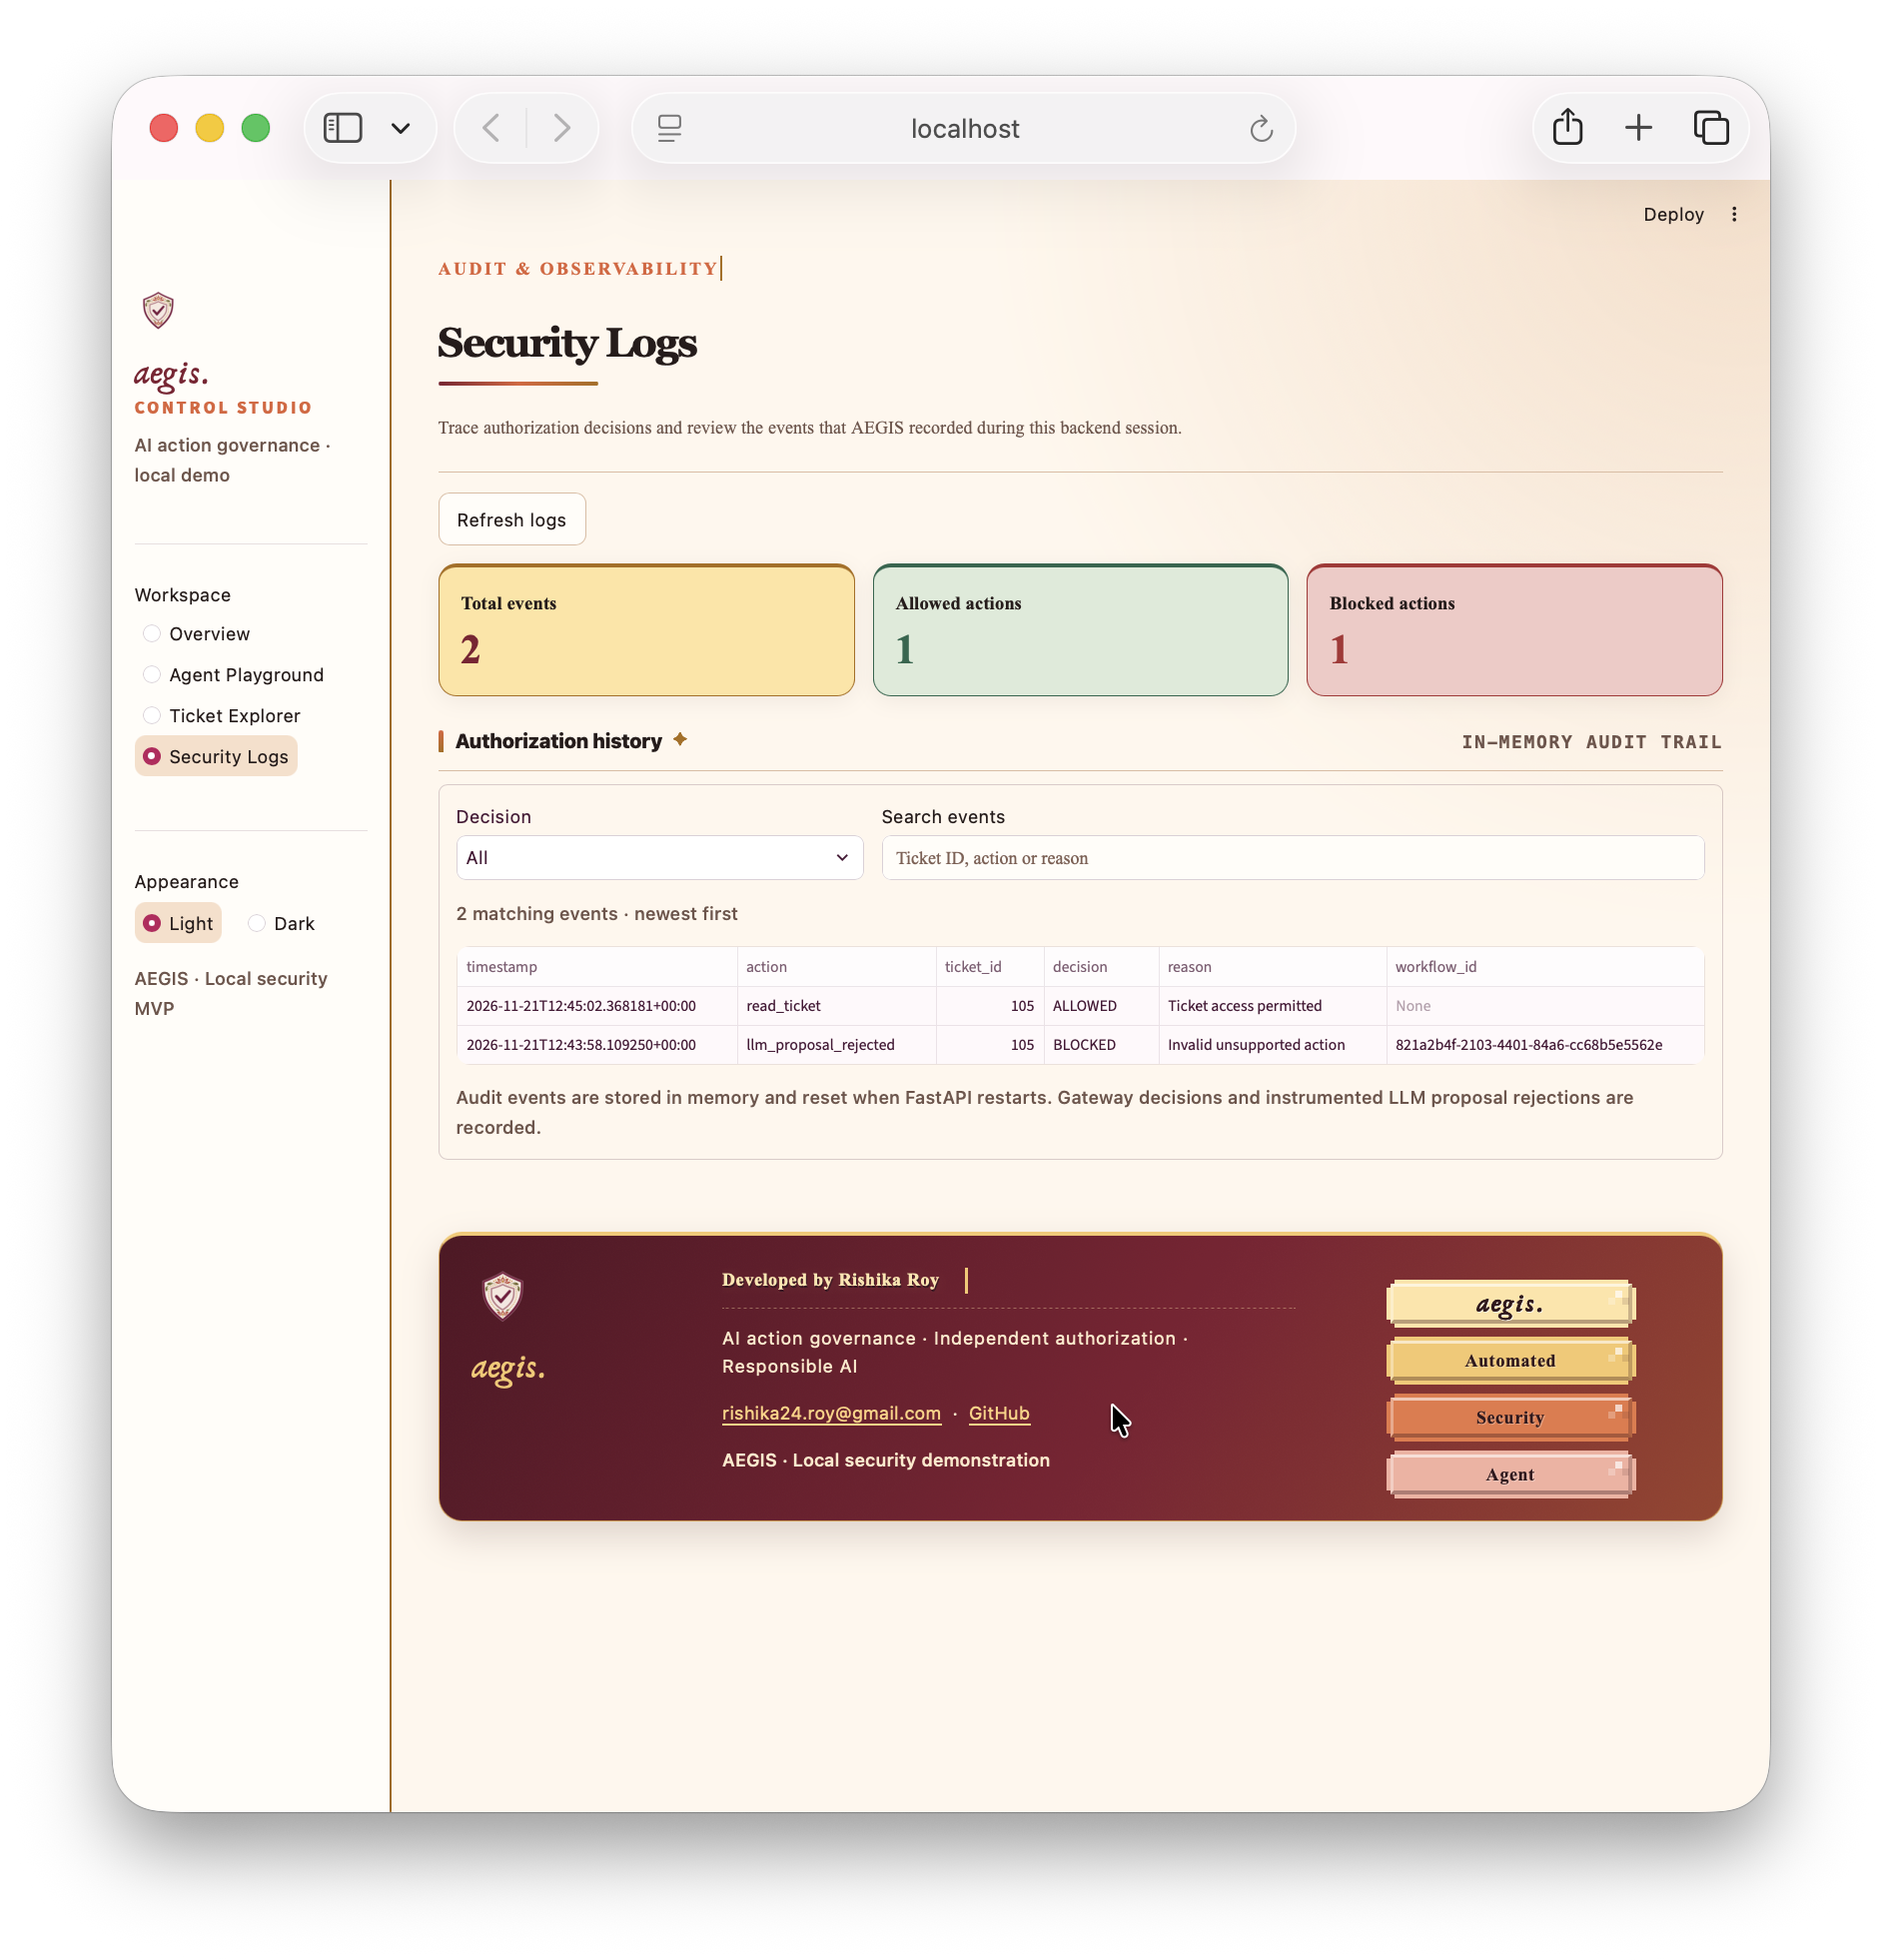 localhost
Deploy
aegis.
CONTROL STUDIO
AI action governance ·
local demo
Workspace
Overview
Agent Playground
Ticket Explorer
Security Logs
Appearance
Light Dark
AEGIS · Local security
MVP
AUDIT & OBSERVABILITY
Security Logs
Trace authorization decisions and review the events that AEGIS recorded during this backend session.
Refresh logs
Total events
2
Allowed actions
1
Blocked actions
1
Authorization history
IN-MEMORY AUDIT TRAIL
Decision
All
Search events
Ticket ID, action or reason
2 matching events · newest first
timestamp action ticket_id decision reason workflow_id
2026-11-21T12:45:02.368181+00:00 read_ticket 105 ALLOWED Ticket access permitted None
2026-11-21T12:43:58.109250+00:00 llm_proposal_rejected 105 BLOCKED Invalid unsupported action 821a2b4f-2103-4401-84a6-cc68b5e5562e
Audit events are stored in memory and reset when FastAPI restarts. Gateway decisions and instrumented LLM proposal rejections are
recorded.
aegis.
Developed by Rishika Roy
AI action governance · Independent authorization ·
Responsible AI
rishika24.roy@gmail.com · GitHub
AEGIS · Local security demonstration
aegis.
Automated
Security
Agent